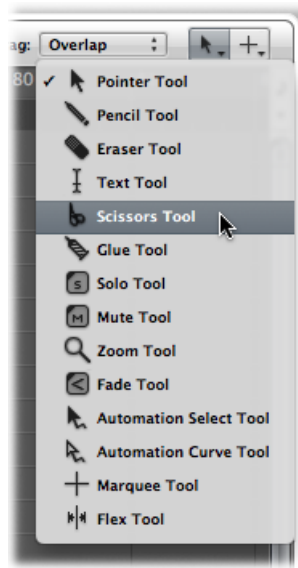 ag: Overlap
80
Pointer Tool
Pencil Tool
Eraser Tool
Text Tool
Scissors Tool
Glue Tool
S Solo Tool
M Mute Tool
Zoom Tool
Fade Tool
Automation Select Tool
Automation Curve Tool
Marquee Tool
Flex Tool